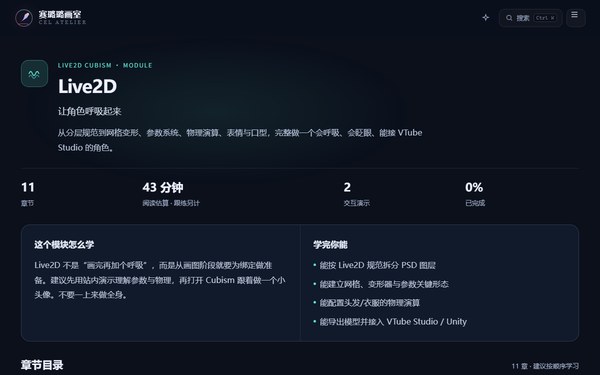 赛璐璐画室
CEL ATELIER
搜索 Ctrl K
LIVE2D CUBISM • MODULE
Live2D
让角色呼吸起来
从分层规范到网格变形、参数系统、物理演算、表情与口型，完整做一个会呼吸、会眨眼、能接 VTube
Studio 的角色。
11
章节
43 分钟
阅读估算 · 跟练另计
2
交互演示
0%
已完成
这个模块怎么学
Live2D 不是“画完再加个呼吸”，而是从画图阶段就要为绑定做准
备。建议先用站内演示理解参数与物理，再打开 Cubism 跟着做一个小
头像。不要一上来做全身。
学完你能
• 能按 Live2D 规范拆分 PSD 图层
• 能建立网格、变形器与参数关键形态
• 能配置头发/衣服的物理演算
• 能导出模型并接入 VTube Studio / Unity
章节目录
11 章 · 建议按顺序学习